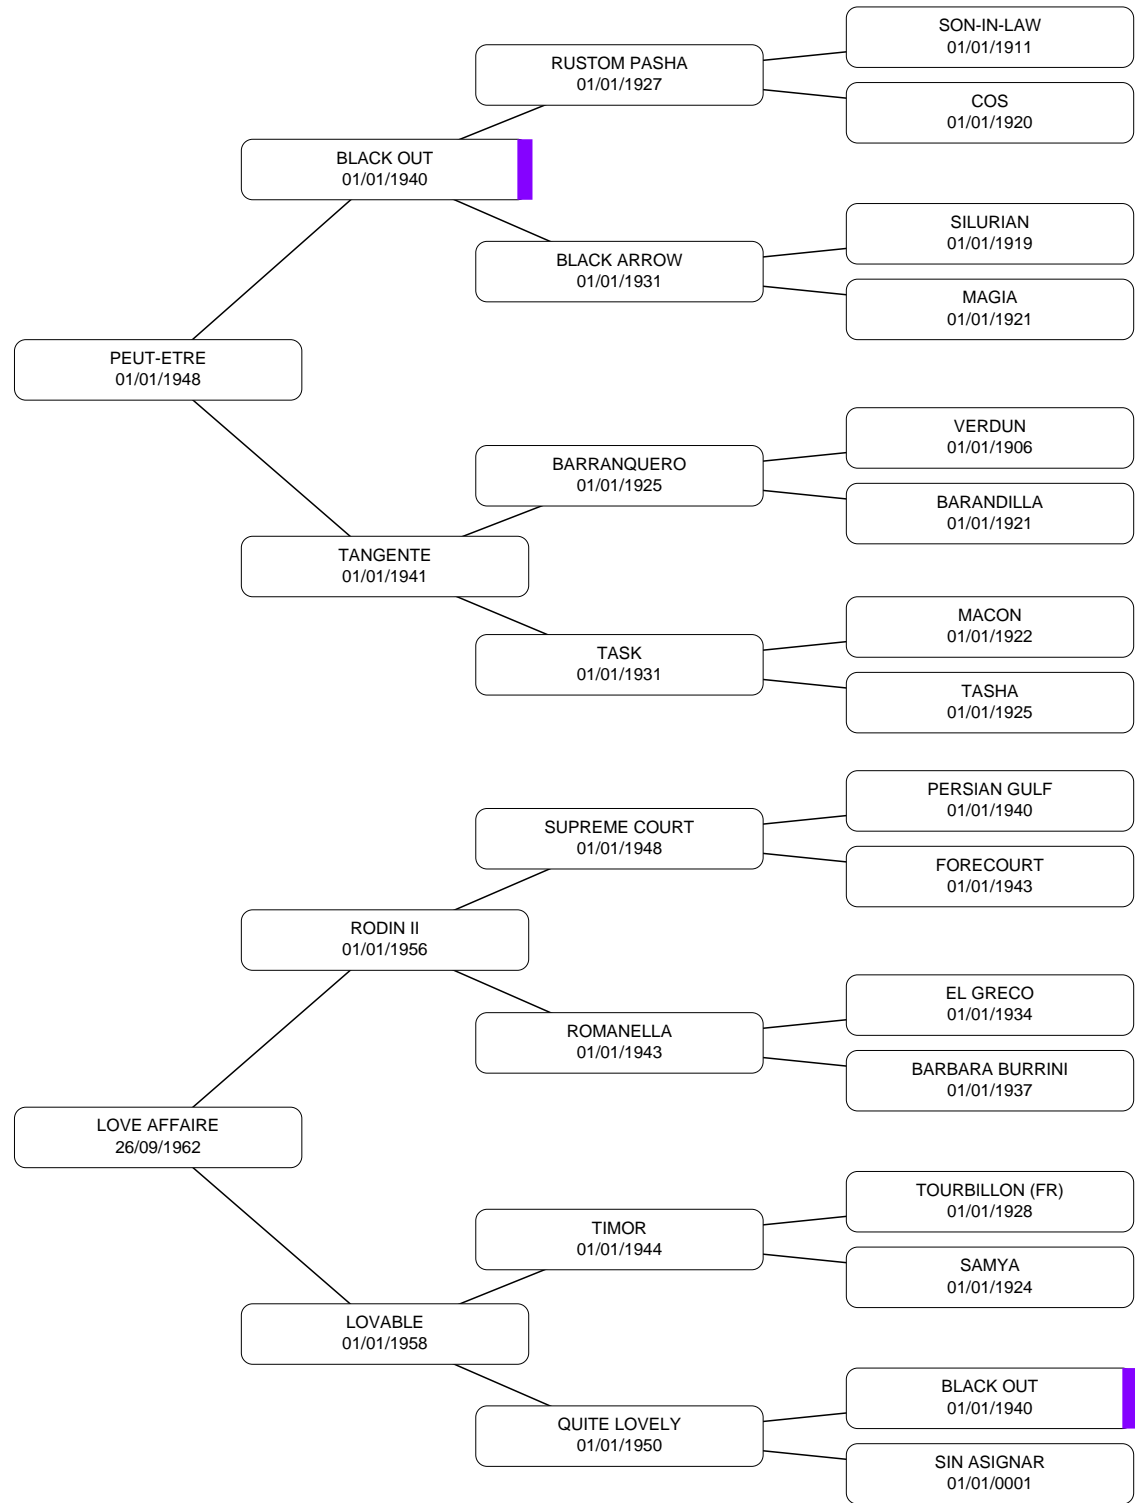 SON-IN-LAW
01/01/1911
RUSTOM PASHA
01/01/1927
COS
01/01/1920
BLACK OUT
01/01/1940
SILURIAN
01/01/1919
BLACK ARROW
01/01/1931
MAGIA
01/01/1921
PEUT-ETRE
01/01/1948
VERDUN
01/01/1906
BARRANQUERO
01/01/1925
BARANDILLA
01/01/1921
TANGENTE
01/01/1941
MACON
01/01/1922
TASK
01/01/1931
TASHA
01/01/1925
PERSIAN GULF
01/01/1940
SUPREME COURT
01/01/1948
FORECOURT
01/01/1943
RODIN II
01/01/1956
EL GRECO
01/01/1934
ROMANELLA
01/01/1943
BARBARA BURRINI
01/01/1937
LOVE AFFAIRE
26/09/1962
TOURBILLON (FR)
01/01/1928
TIMOR
01/01/1944
SAMYA
01/01/1924
LOVABLE
01/01/1958
BLACK OUT
01/01/1940
QUITE LOVELY
01/01/1950
SIN ASIGNAR
01/01/0001